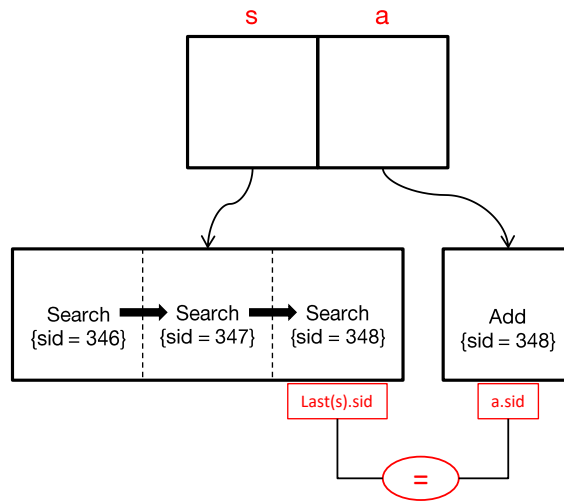 s a
Search Search Search Add
{sid = 346} {sid = 347} {sid = 348} {sid = 348}
Last(s).sid a.sid
=